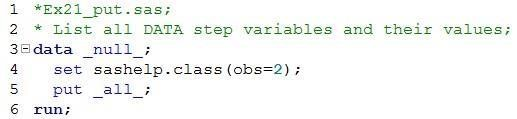 1 *Ex21_put.sas;
2 * List all DATA step variables and their values;
3 data _null_;
4 set sashelp.class(obs=2);
5 put _all_;
6 run;